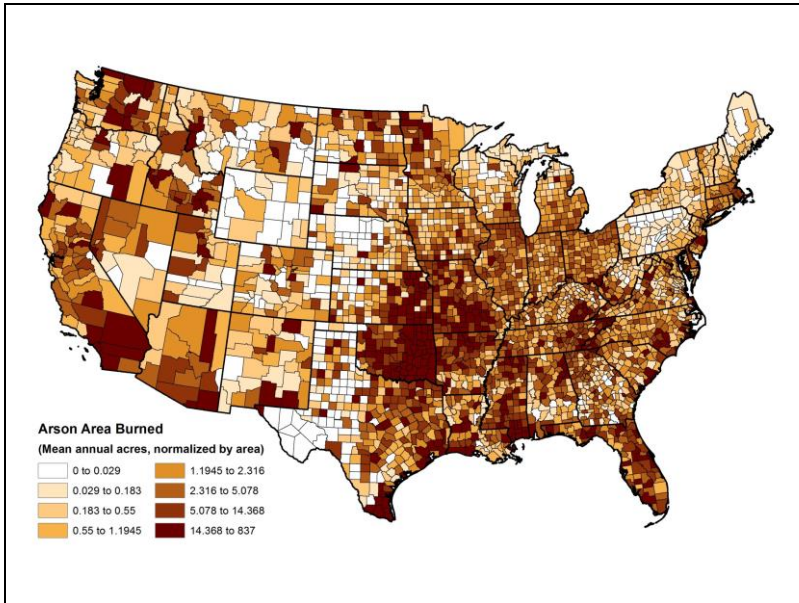 Arson Area Burned
(Mean annual acres, normalized by area)
0 to 0.029
0.029 to 0.183
0.183 to 0.55
0.55 to 1.1945
1.1945 to 2.316
2.316 to 5.078
5.078 to 14.368
14.368 to 837